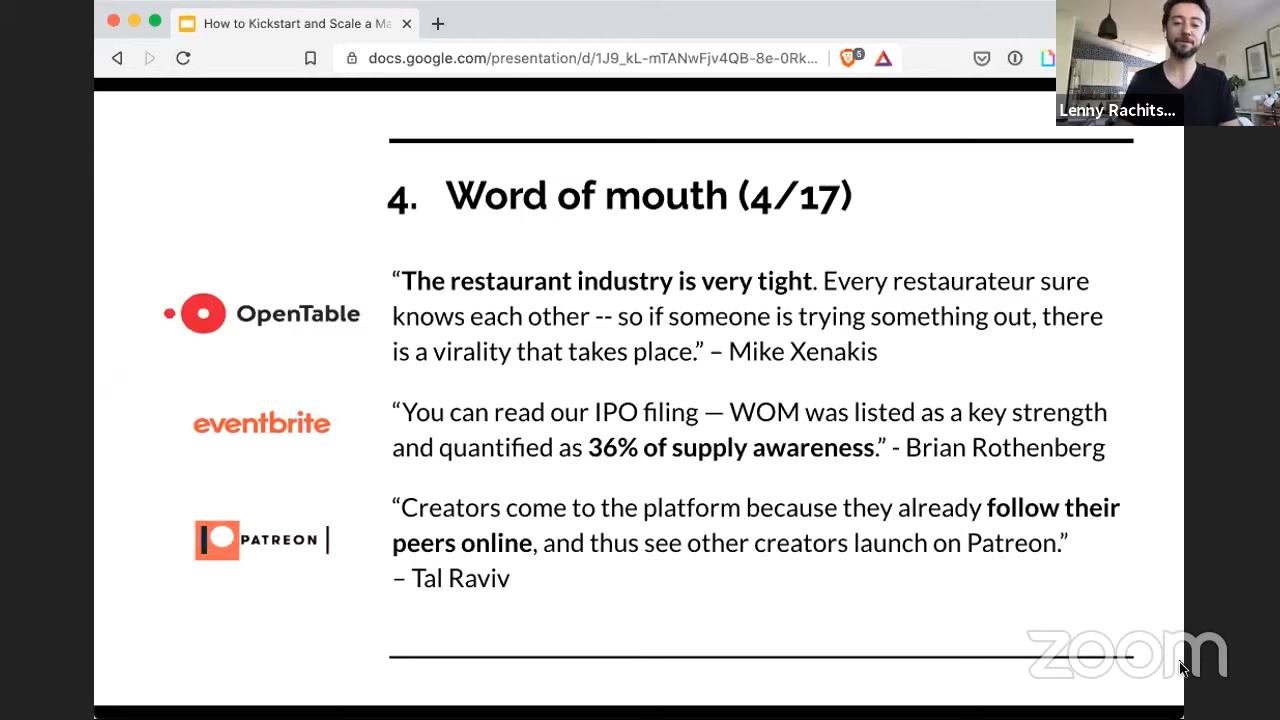 How to Kickstart and Scale a Ma
docs.google.com/presentation/d/1J9_kL-mTANwFjv4QB-8e-0Rk...
5
Lenny Rachits...
4. Word of mouth (4/17)
OpenTable
“The restaurant industry is very tight. Every restaurateur sure
knows each other -- so if someone is trying something out, there
is a virality that takes place.” – Mike Xenakis
eventbrite
“You can read our IPO filing — WOM was listed as a key strength
and quantified as 36% of supply awareness.” - Brian Rothenberg
PATREON
“Creators come to the platform because they already follow their
peers online, and thus see other creators launch on Patreon.”
– Tal Raviv
zoom